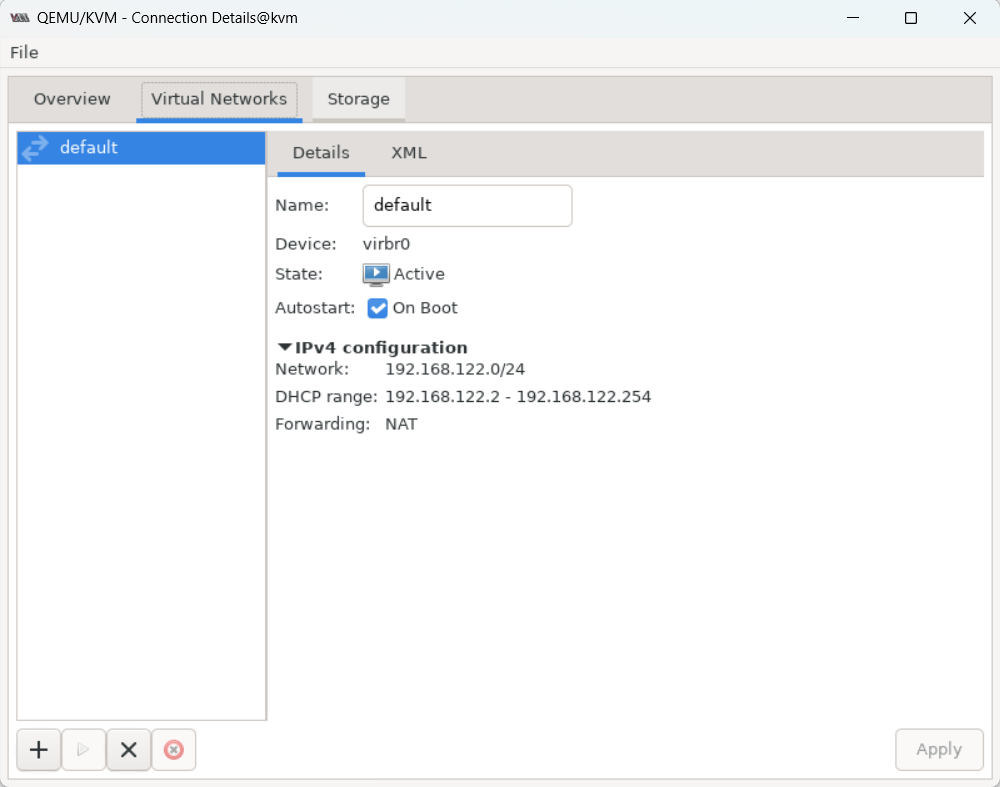 QEMU/KVM - Connection Details@kvm
File
Overview Virtual Networks Storage
default
Details XML
Name: default
Device: virbr0
State: Active
Autostart: On Boot
IPv4 configuration
Network: 192.168.122.0/24
DHCP range: 192.168.122.2 - 192.168.122.254
Forwarding: NAT
Apply